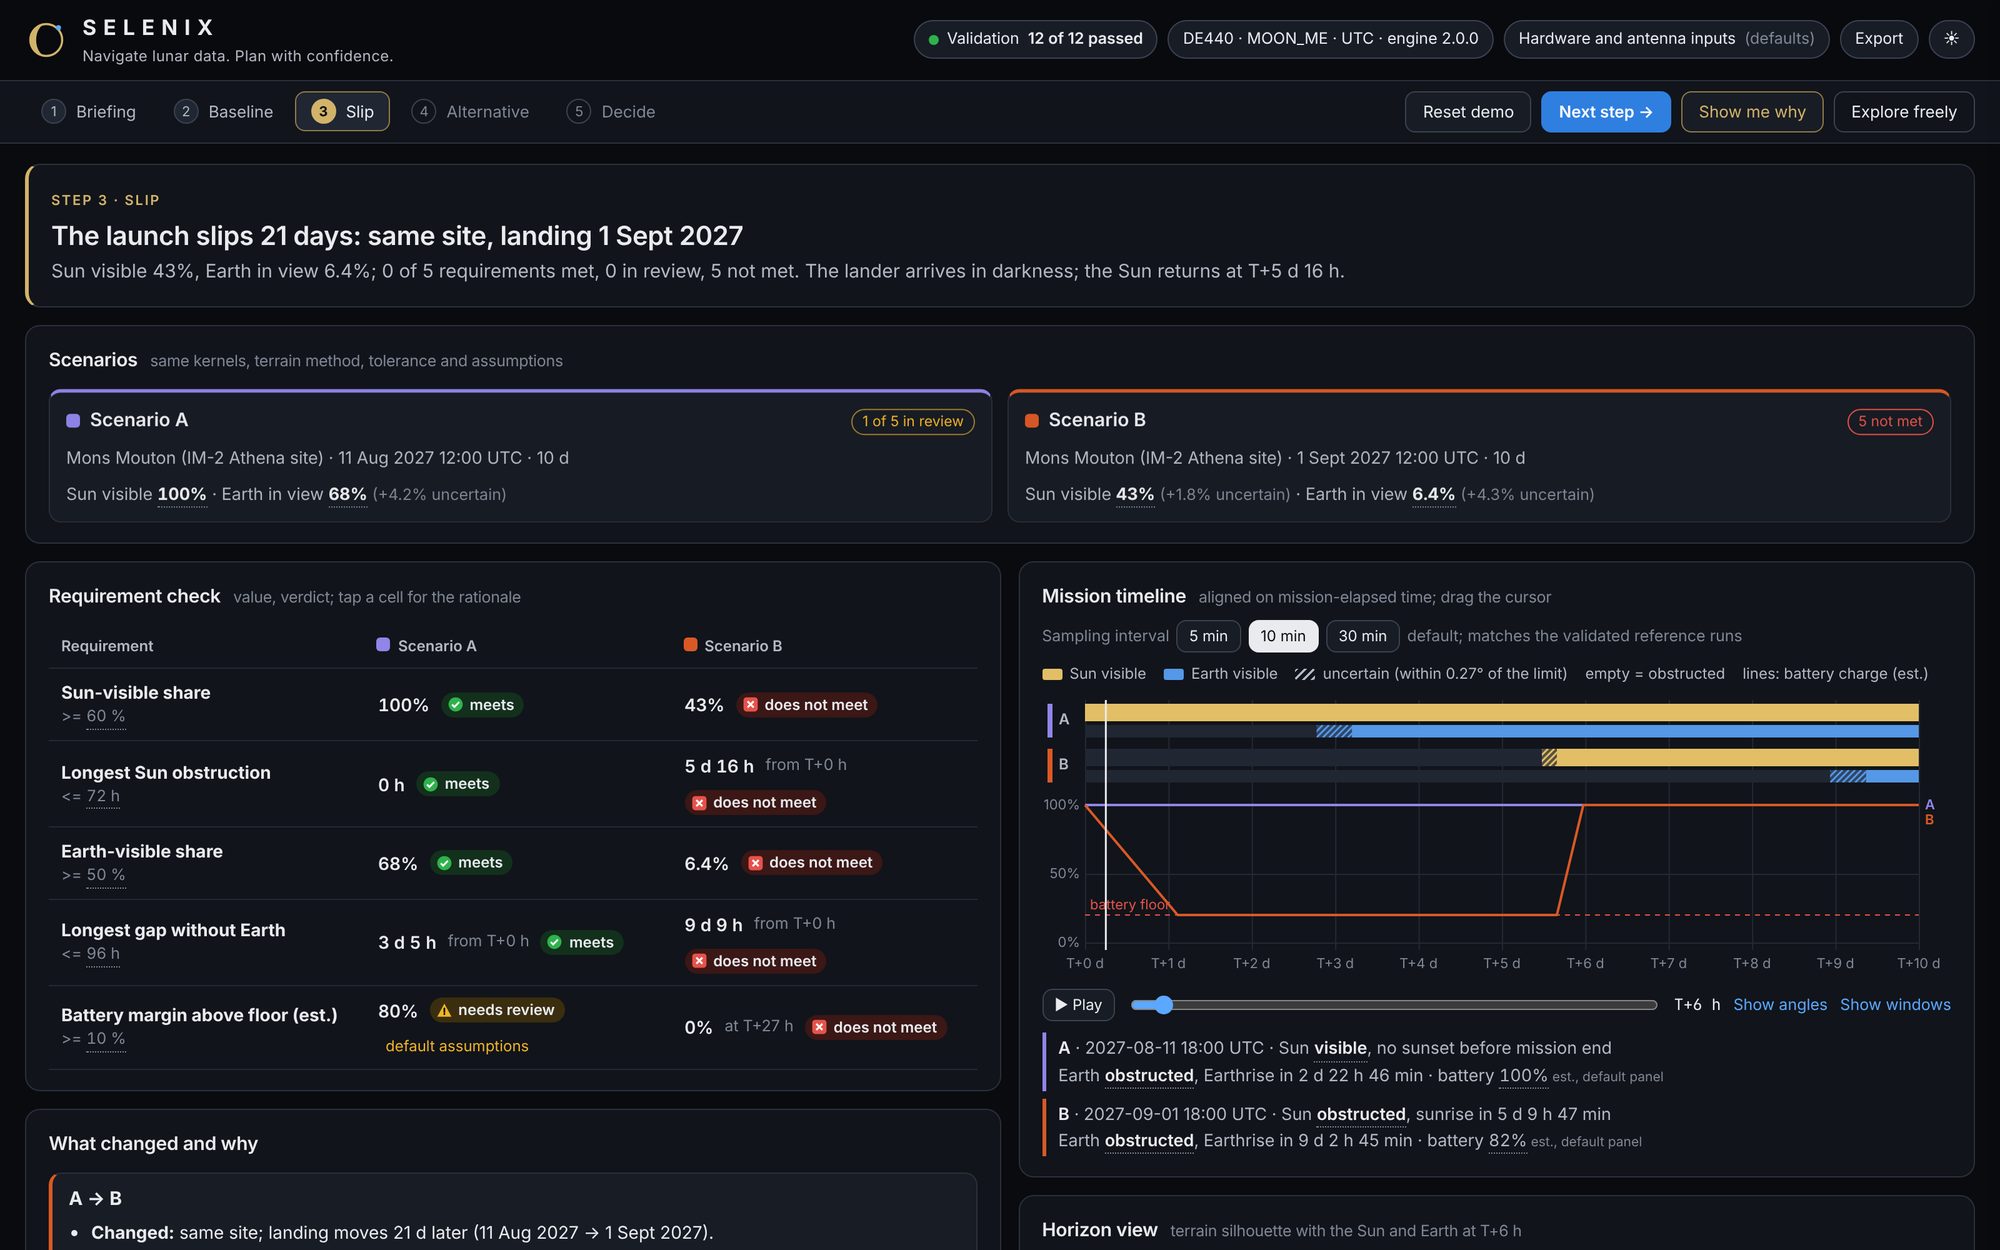 SELENIX
Navigate lunar data. Plan with confidence.
Validation 12 of 12 passed
DE440 · MOON_ME · UTC · engine 2.0.0
Hardware and antenna inputs (defaults)
Export
1 Briefing
2 Baseline
3 Slip
4 Alternative
5 Decide
Reset demo
Next step →
Show me why
Explore freely
STEP 3 · SLIP
The launch slips 21 days: same site, landing 1 Sept 2027
Sun visible 43%, Earth in view 6.4%; 0 of 5 requirements met, 0 in review, 5 not met. The lander arrives in darkness; the Sun returns at T+5 d 16 h.
Scenarios same kernels, terrain method, tolerance and assumptions
Scenario A 1 of 5 in review
Mons Mouton (IM-2 Athena site) · 11 Aug 2027 12:00 UTC · 10 d
Sun visible 100% · Earth in view 68% (+4.2% uncertain)
Scenario B 5 not met
Mons Mouton (IM-2 Athena site) · 1 Sept 2027 12:00 UTC · 10 d
Sun visible 43% (+1.8% uncertain) · Earth in view 6.4% (+4.3% uncertain)
Requirement check value, verdict; tap a cell for the rationale
Requirement Scenario A Scenario B
Sun-visible share
>= 60 %
100% meets
43% does not meet
Longest Sun obstruction
<= 72 h
0 h meets
5 d 16 h from T+0 h
does not meet
Earth-visible share
>= 50 %
68% meets
6.4% does not meet
Longest gap without Earth
<= 96 h
3 d 5 h from T+0 h meets
9 d 9 h from T+0 h
does not meet
Battery margin above floor (est.)
>= 10 %
80% needs review
default assumptions
0% at T+27 h does not meet
What changed and why
A → B
• Changed: same site; landing moves 21 d later (11 Aug 2027 → 1 Sept 2027).
Mission timeline aligned on mission-elapsed time; drag the cursor
Sampling interval 5 min 10 min 30 min default; matches the validated reference runs
Sun visible Earth visible uncertain (within 0.27° of the limit) empty = obstructed lines: battery charge (est.)
A
B
100%
A
B
50%
battery floor
0%
T+0 d T+1 d T+2 d T+3 d T+4 d T+5 d T+6 d T+7 d T+8 d T+9 d T+10 d
Play T+6 h Show angles Show windows
A · 2027-08-11 18:00 UTC · Sun visible, no sunset before mission end
Earth obstructed, Earthrise in 2 d 22 h 46 min · battery 100% est., default panel
B · 2027-09-01 18:00 UTC · Sun obstructed, sunrise in 5 d 9 h 47 min
Earth obstructed, Earthrise in 9 d 2 h 45 min · battery 82% est., default panel
Horizon view terrain silhouette with the Sun and Earth at T+6 h